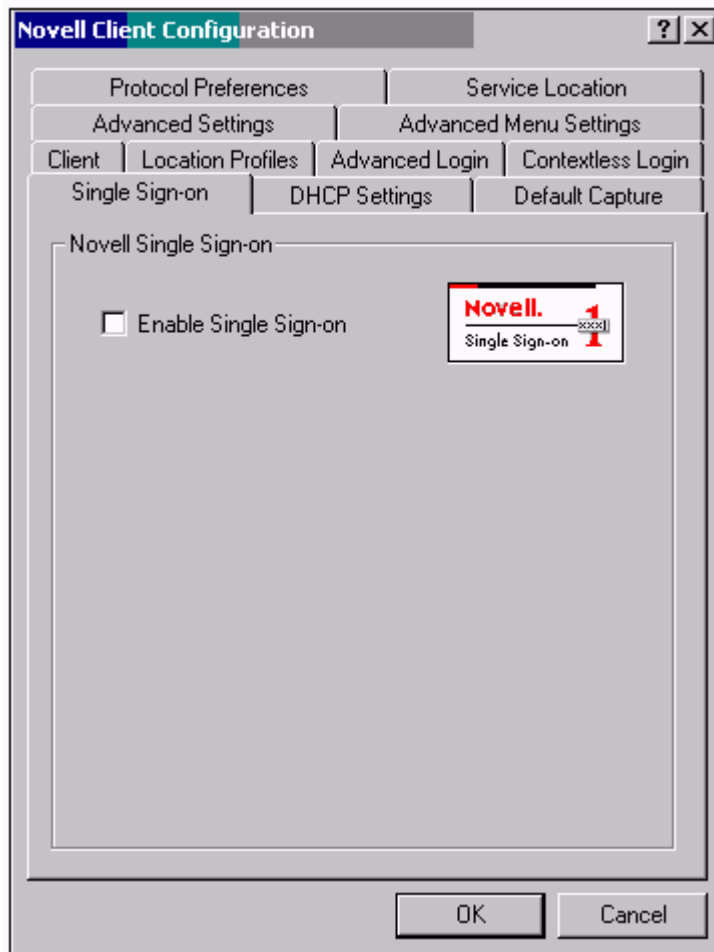 Novell Client Configuration
? X
Protocol Preferences Service Location
Advanced Settings Advanced Menu Settings
Client Location Profiles Advanced Login Contextless Login
Single Sign-on DHCP Settings Default Capture
Novell Single Sign-on
Enable Single Sign-on
Novell.
1
xxx
Single Sign-on
OK Cancel